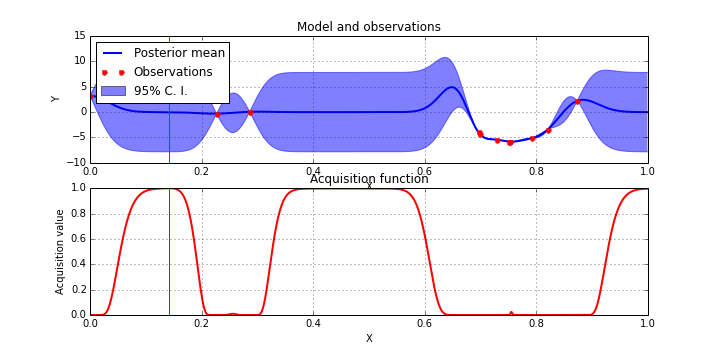 Model and observations
15
10
5
0
−5
−10
Y
Posterior mean
Observations
95% C. I.
0.0 0.2 0.4 0.6 0.8 1.0
X
Acquisition function
1.0
0.8
0.6
0.4
0.2
0.0
Acquisition value
0.0 0.2 0.4 0.6 0.8 1.0
X